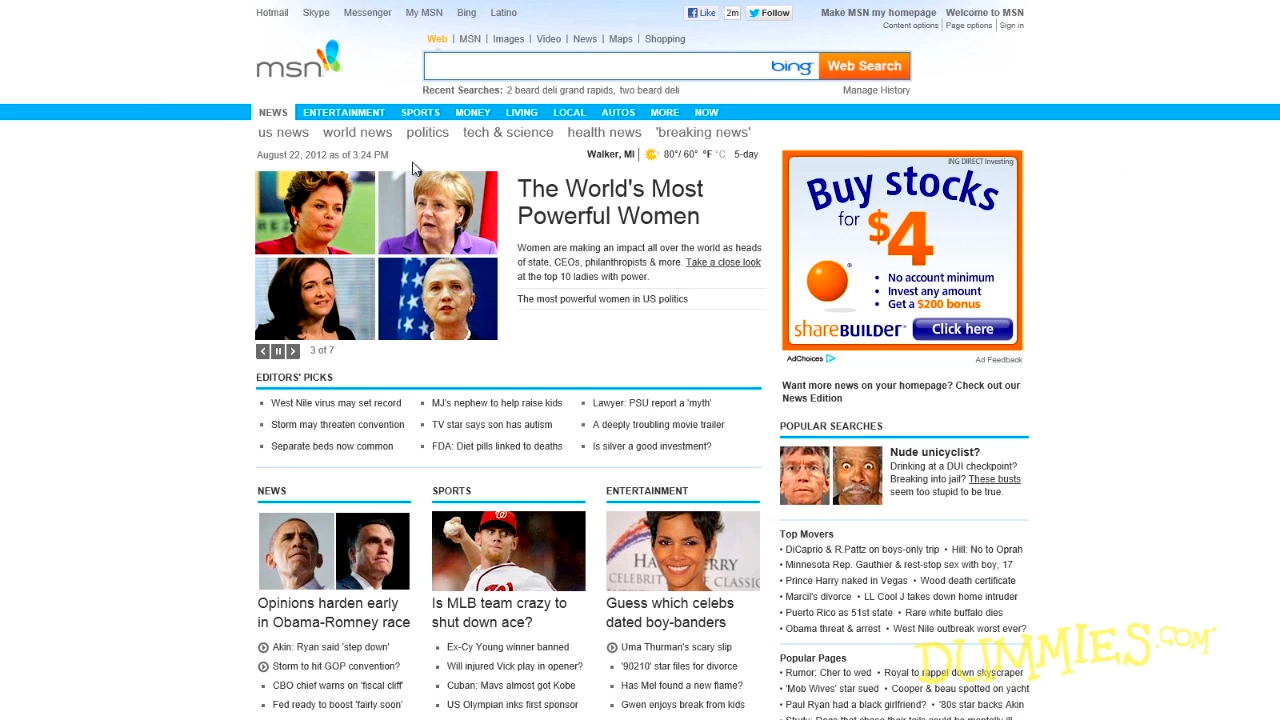 Hotmail Skype Messenger My MSN Bing Latino
Like 2m Follow
Make MSN my homepage Welcome to MSN
Content options Page options Sign in
Web MSN Images Video News Maps Shopping
msn
bing Web Search
Recent Searches: 2 beard deli grand rapids, two beard deli
Manage History
NEWS ENTERTAINMENT SPORTS MONEY LIVING LOCAL AUTOS MORE NOW
us news world news politics tech & science health news 'breaking news'
August 22, 2012 as of 3:24 PM
Walker, MI 80°/ 60° °F °C 5-day
The World's Most
Powerful Women
Women are making an impact all over the world as heads
of state, CEOs, philanthropists & more. Take a close look
at the top 10 ladies with power.
The most powerful women in US politics
3 of 7
ING DIRECT Investing
Buy stocks
for $4
• No account minimum
• Invest any amount
• Get a $200 bonus
shareBUILDER Click here
AdChoices
Ad Feedback
EDITORS' PICKS
West Nile virus may set record
Storm may threaten convention
Separate beds now common
MJ's nephew to help raise kids
TV star says son has autism
FDA: Diet pills linked to deaths
Lawyer: PSU report a 'myth'
A deeply troubling movie trailer
Is silver a good investment?
Want more news on your homepage? Check out our
News Edition
POPULAR SEARCHES
Nude unicyclist?
Drinking at a DUI checkpoint?
Breaking into jail? These busts
seem too stupid to be true.
NEWS
Opinions harden early
in Obama-Romney race
Akin: Ryan said 'step down'
Storm to hit GOP convention?
CBO chief warns on 'fiscal cliff'
Fed ready to boost 'fairly soon'
SPORTS
Is MLB team crazy to
shut down ace?
Ex-Cy Young winner banned
Will injured Vick play in opener?
Cuban: Mavs almost got Kobe
US Olympian inks first sponsor
ENTERTAINMENT
Guess which celebs
dated boy-banders
Uma Thurman's scary slip
'90210' star files for divorce
Has Mel found a new flame?
Gwen enjoys break from kids
Top Movers
• DiCaprio & R.Pattz on boys-only trip • Hill: No to Oprah
• Minnesota Rep. Gauthier & rest-stop sex with boy, 17
• Prince Harry naked in Vegas • Wood death certificate
• Marcil's divorce • LL Cool J takes down home intruder
• Puerto Rico as 51st state • Rare white buffalo dies
• Obama threat & arrest • West Nile outbreak worst ever?
Popular Pages
• Rumor: Cher to wed • Royal to rappel down skyscraper
• 'Mob Wives' star sued • Cooper & beau spotted on yacht
• Paul Ryan had a black girlfriend? • '80s star backs Akin
DUMMIES.COM